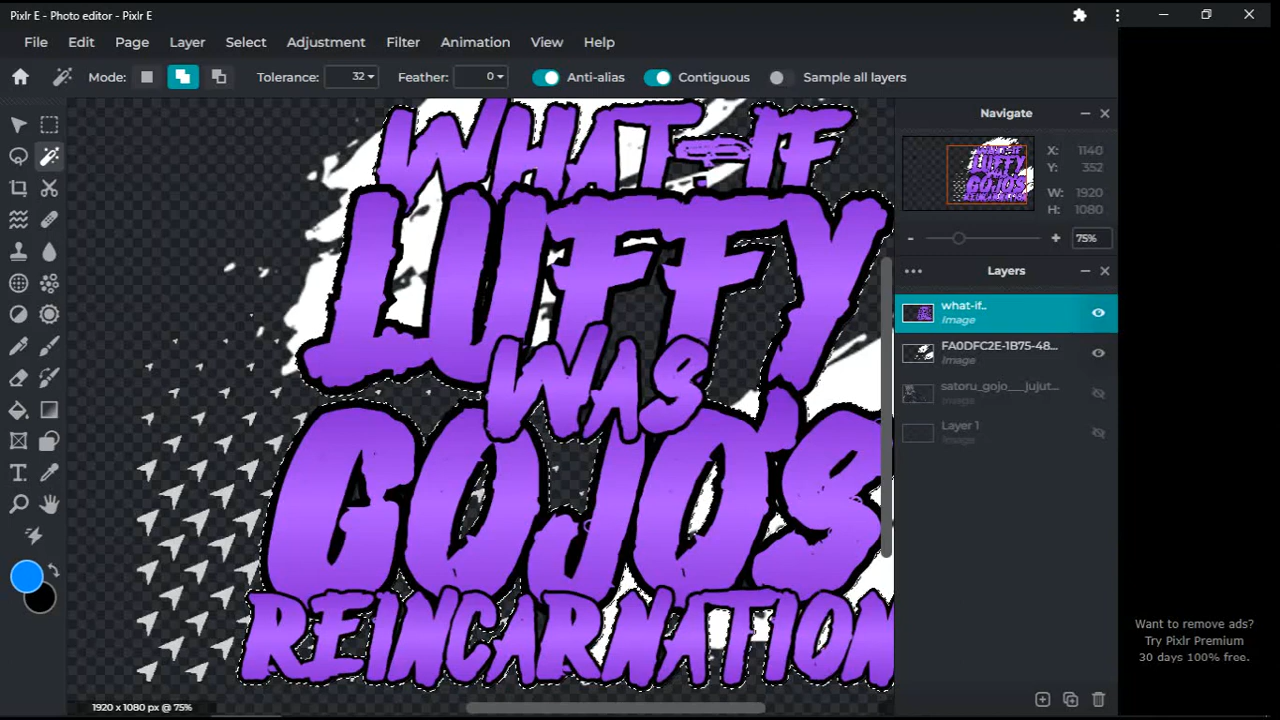 Pixlr E - Photo editor - Pixlr E
File Edit Page Layer Select Adjustment Filter Animation View Help
Mode: Tolerance: 32 Feather: 0 Anti-alias Contiguous Sample all layers
WHAT-IF
LUFFY
WAS
GOJOS
REINCARNATION
Navigate
X: 1140
Y: 352
W: 1920
H: 1080
- + 75%
Layers
what-if..
Image
FA0DFC2E-1B75-48...
Image
satoru_gojo___jujut...
Image
Layer 1
Image
Want to remove ads?
Try Pixlr Premium
30 days 100% free.
1920 x 1080 px @ 75%